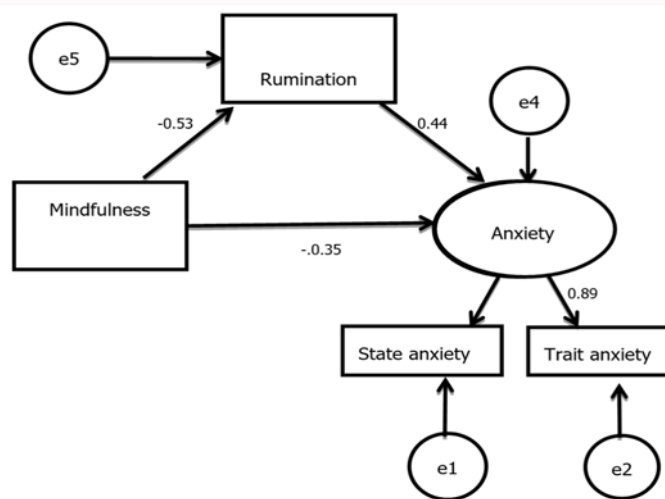 e5
Rumination
-0.53
0.44
e4
Mindfulness
-.0.35
Anxiety
0.89
State anxiety
Trait anxiety
e1
e2